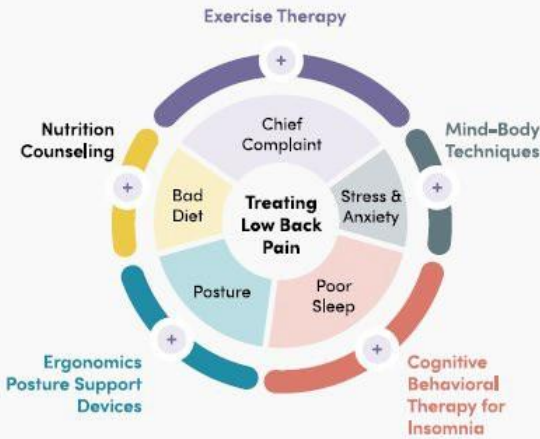 Exercise Therapy
+
Nutrition
Counseling
Chief
Complaint
Mind-Body
Techniques
+
Bad
Diet
Treating
Low Back
Pain
Stress &
Anxiety
+
Posture
Poor
Sleep
+
+
Ergonomics
Posture Support
Devices
Cognitive
Behavioral
Therapy for
Insomnia